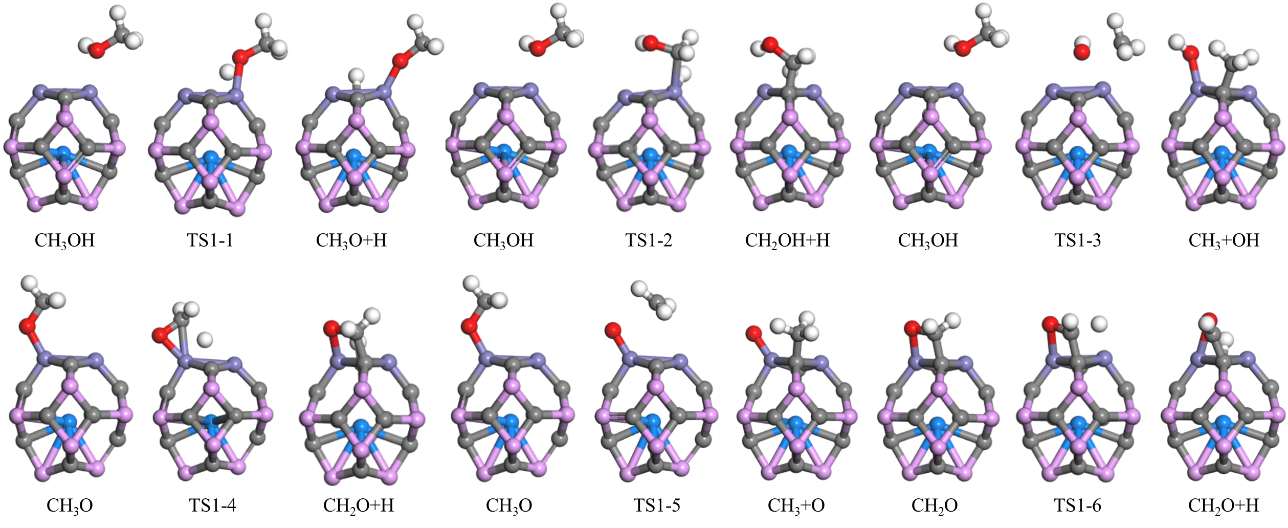 CH₃OH TS1-1 CH₃O+H CH₃OH TS1-2 CH₂OH+H CH₃OH TS1-3 CH₃+OH
CH₃O TS1-4 CH₂O+H CH₃O TS1-5 CH₃+O CH₂O TS1-6 CH₂O+H